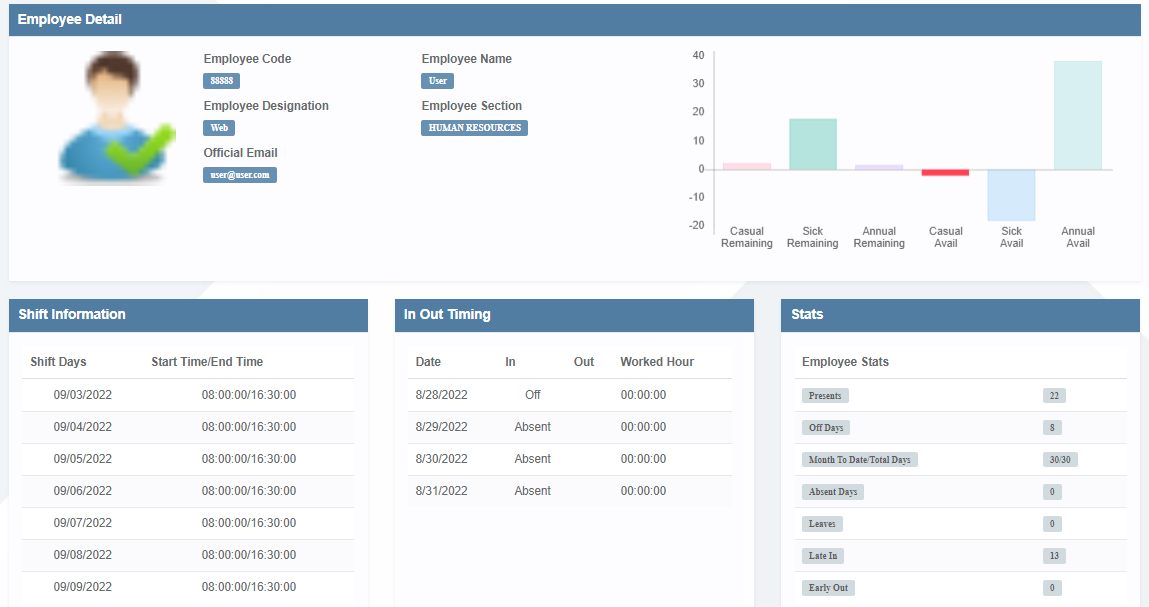 Employee Detail
Employee Code
88888
Employee Name
User
Employee Designation
Web
Employee Section
HUMAN RESOURCES
Official Email
user@user.com
40
30
20
10
0
-10
-20
Casual Remaining
Sick Remaining
Annual Remaining
Casual Avail
Sick Avail
Annual Avail
Shift Information
Shift Days Start Time/End Time
09/03/2022 08:00:00/16:30:00
09/04/2022 08:00:00/16:30:00
09/05/2022 08:00:00/16:30:00
09/06/2022 08:00:00/16:30:00
09/07/2022 08:00:00/16:30:00
09/08/2022 08:00:00/16:30:00
09/09/2022 08:00:00/16:30:00
In Out Timing
Date In Out Worked Hour
8/28/2022 Off 00:00:00
8/29/2022 Absent 00:00:00
8/30/2022 Absent 00:00:00
8/31/2022 Absent 00:00:00
Stats
Employee Stats
Presents 22
Off Days 8
Month To Date/Total Days 30/30
Absent Days 0
Leaves 0
Late In 13
Early Out 0